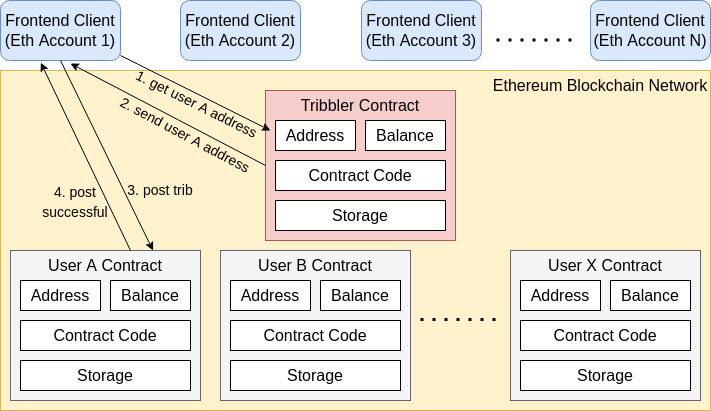 Frontend Client
(Eth Account 1)
Frontend Client
(Eth Account 2)
Frontend Client
(Eth Account 3)
.......
Frontend Client
(Eth Account N)
Ethereum Blockchain Network
1. get user A address
2. send user A address
Tribbler Contract
Address
Balance
Contract Code
Storage
3. post trib
4. post
successful
User A Contract
Address
Balance
Contract Code
Storage
User B Contract
Address
Balance
Contract Code
Storage
.......
User X Contract
Address
Balance
Contract Code
Storage